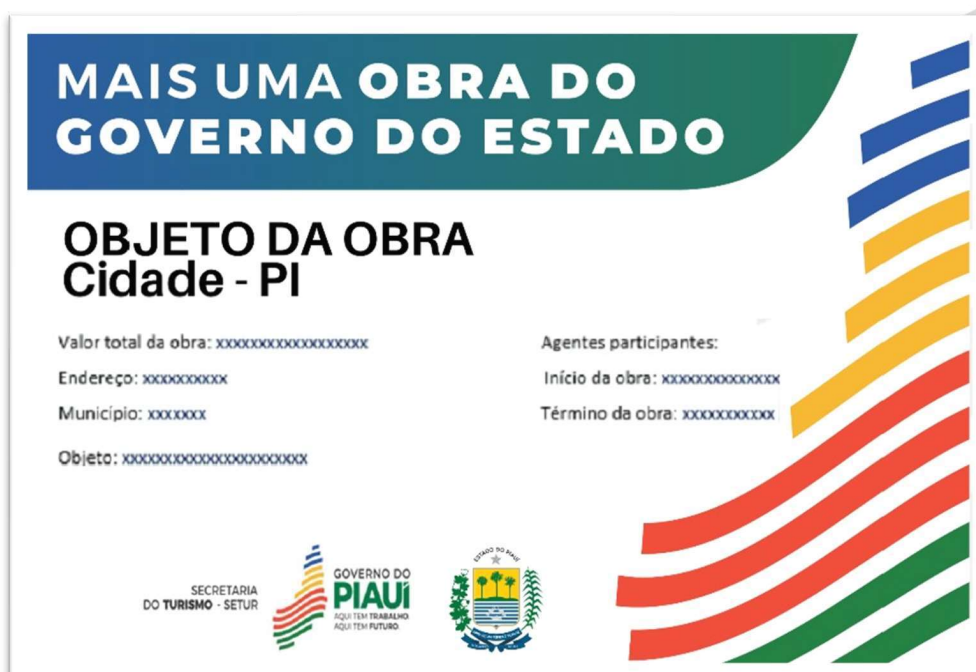 MAIS UMA OBRA DO
GOVERNO DO ESTADO
OBJETO DA OBRA
Cidade - PI
Valor total da obra: xxxxxxxxxxxxxxxxxx
Endereço: xxxxxxxxxx
Município: xxxxxxx
Objeto: xxxxxxxxxxxxxxxxxxxxxx
Agentes participantes:
Início da obra: xxxxxxxxxxxxxx
Término da obra: xxxxxxxxxxx
SECRETARIA
DO TURISMO - SETUR
GOVERNO DO
PIAUÍ
AQUI TEM TRABALHO.
AQUI TEM FUTURO.
ESTADO DO PIAUÍ